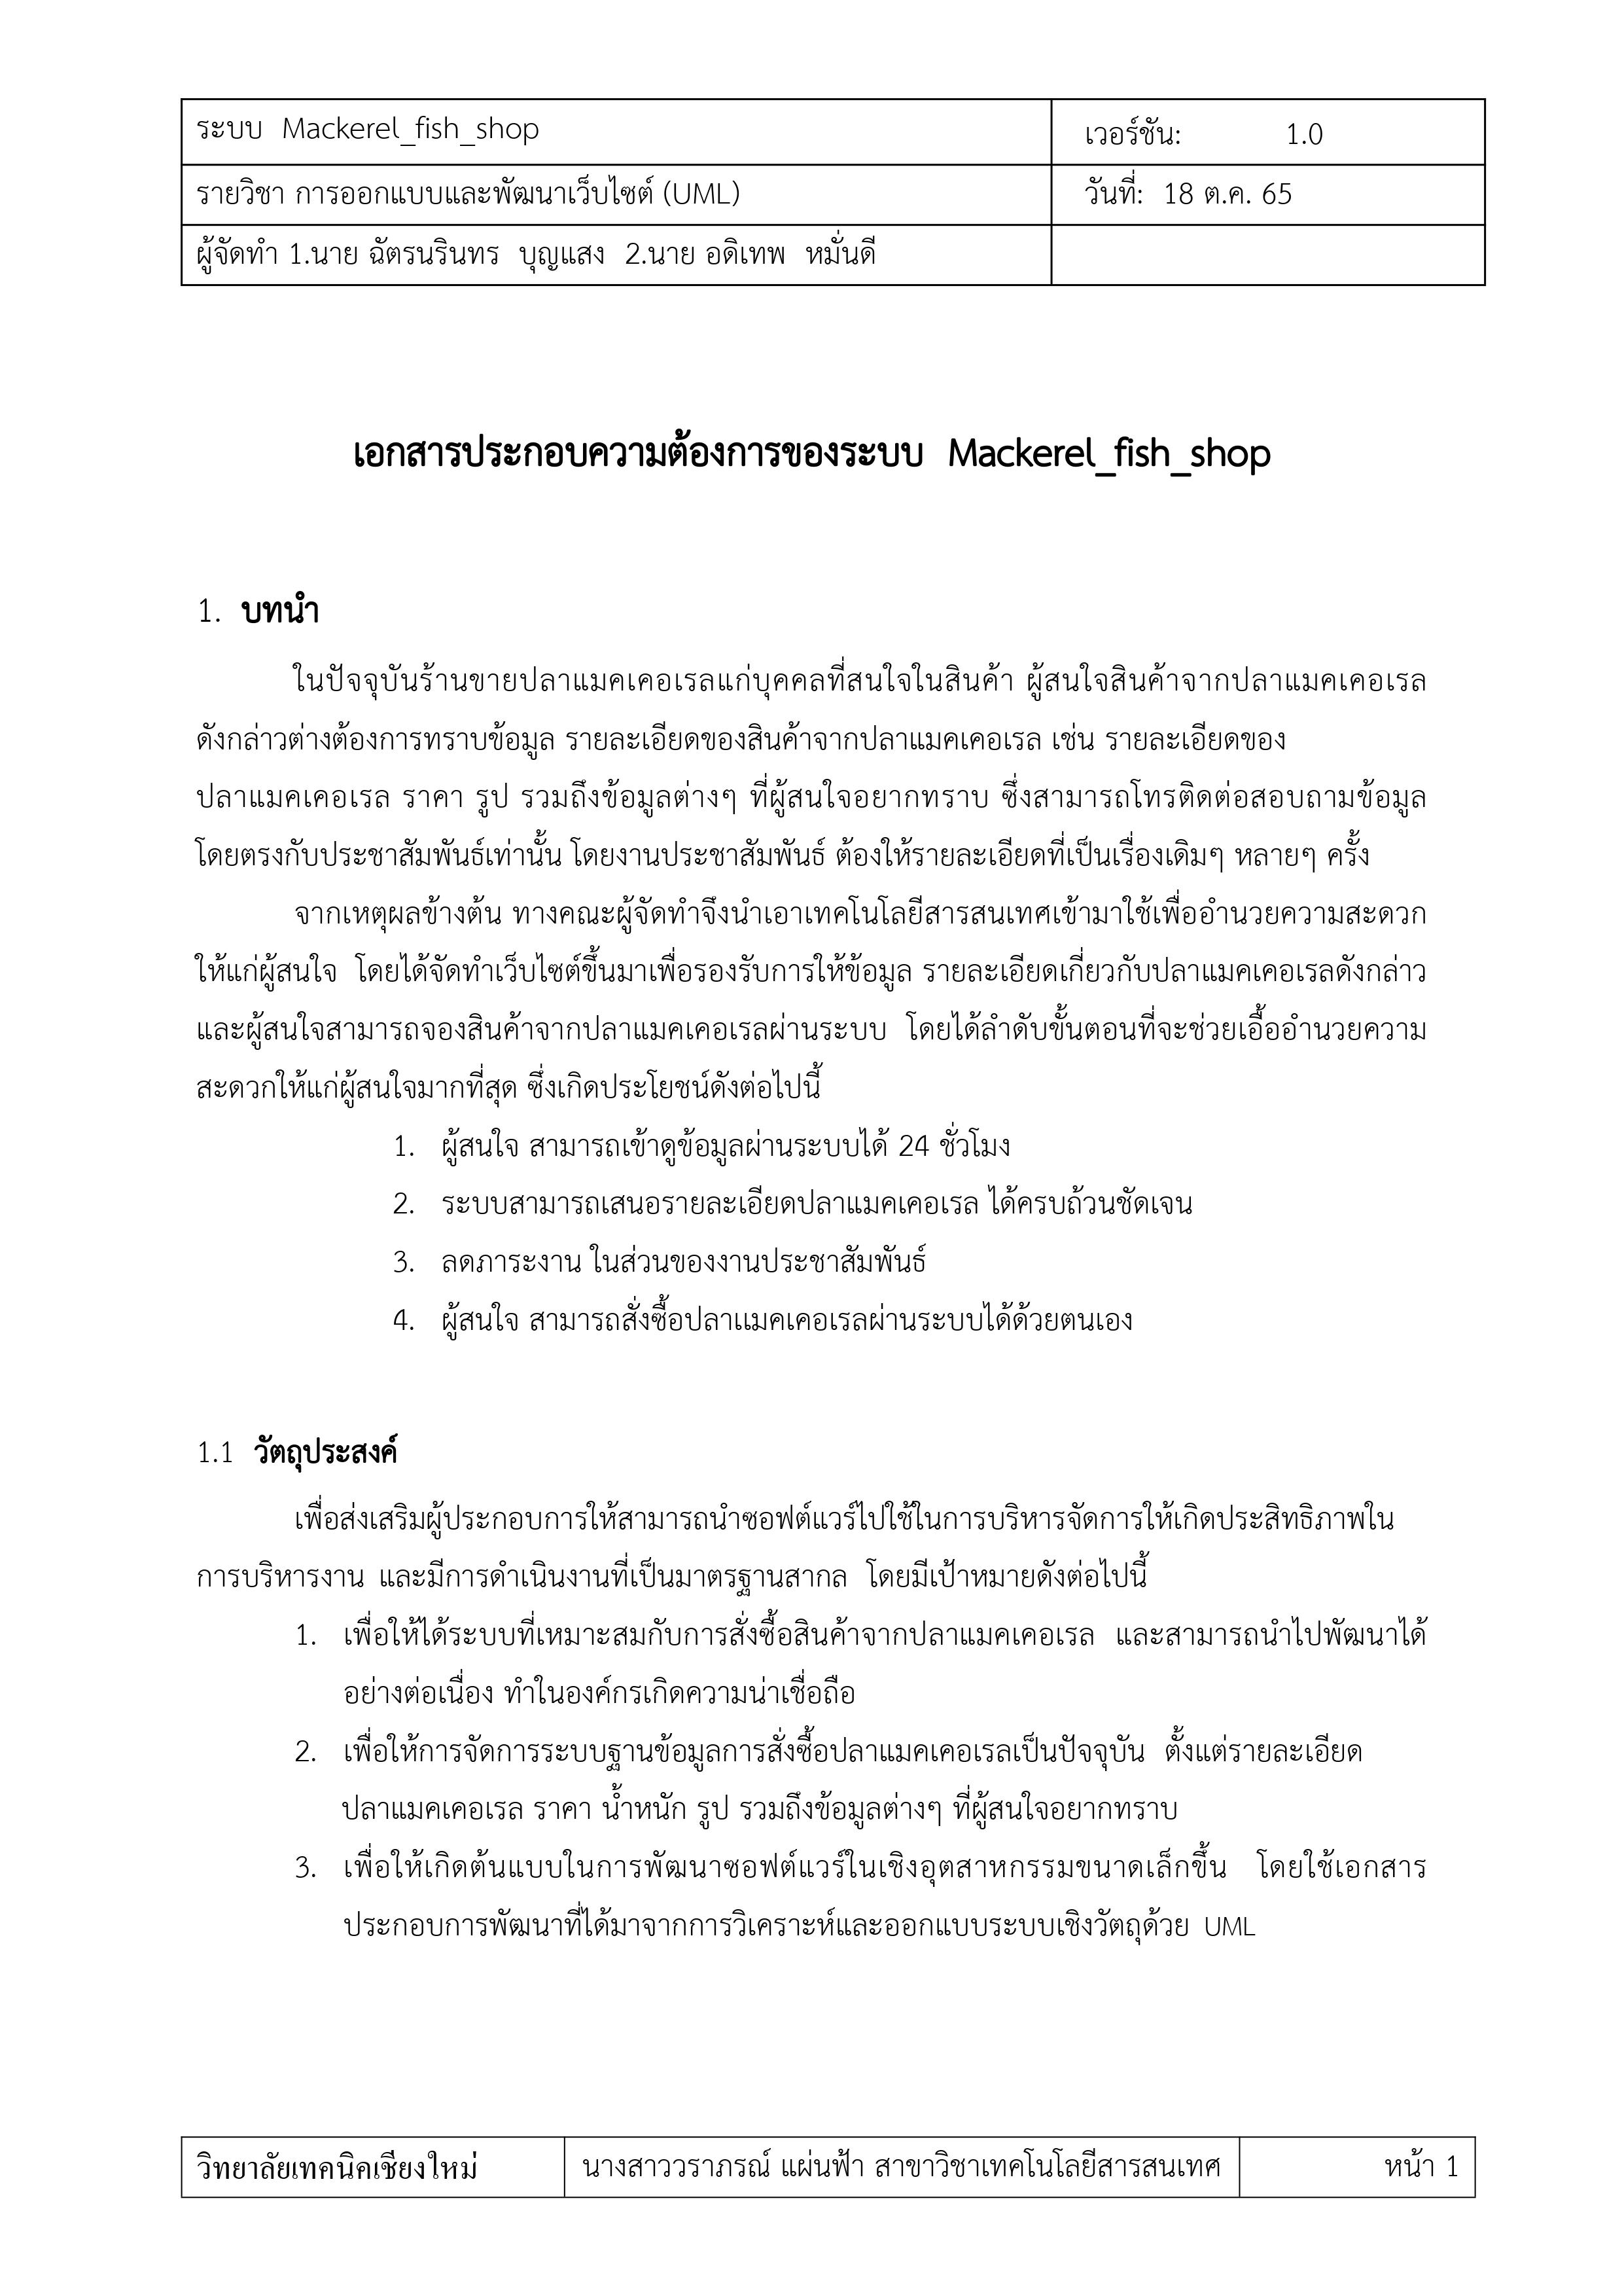 ระบบ  Mackerel_fish_shop
เวอร์ชัน: 1.0
รายวิชา การออกแบบและพัฒนาเว็บไซต์ (UML)
วันที่: 18 ต.ค. 65
ผู้จัดทำ 1.นาย ฉัตรนรินทร บุญแสง 2.นาย อดิเทพ หมั่นดี
เอกสารประกอบความต้องการของระบบ Mackerel_fish_shop
1. บทนำ
ในปัจจุบันร้านขายปลาแมคเคอเรลแก่บุคคลที่สนใจในสินค้า ผู้สนใจสินค้าจากปลาแมคเคอเรล
ดังกล่าวต่างต้องการทราบข้อมูล รายละเอียดของสินค้าจากปลาแมคเคอเรล เช่น รายละเอียดของ
ปลาแมคเคอเรล ราคา รูป รวมถึงข้อมูลต่างๆ ที่ผู้สนใจอยากทราบ ซึ่งสามารถโทรติดต่อสอบถามข้อมูล
โดยตรงกับประชาสัมพันธ์เท่านั้น โดยงานประชาสัมพันธ์ ต้องให้รายละเอียดที่เป็นเรื่องเดิมๆ หลายๆ ครั้ง
จากเหตุผลข้างต้น ทางคณะผู้จัดทำจึงนำเอาเทคโนโลยีสารสนเทศเข้ามาใช้เพื่ออำนวยความสะดวก
ให้แก่ผู้สนใจ โดยได้จัดทำเว็บไซต์ขึ้นมาเพื่อรองรับการให้ข้อมูล รายละเอียดเกี่ยวกับปลาแมคเคอเรลดังกล่าว
และผู้สนใจสามารถจองสินค้าจากปลาแมคเคอเรลผ่านระบบ โดยได้ลำดับขั้นตอนที่จะช่วยเอื้ออำนวยความ
สะดวกให้แก่ผู้สนใจมากที่สุด ซึ่งเกิดประโยชน์ดังต่อไปนี้
1. ผู้สนใจ สามารถเข้าดูข้อมูลผ่านระบบได้ 24 ชั่วโมง
2. ระบบสามารถเสนอรายละเอียดปลาแมคเคอเรล ได้ครบถ้วนชัดเจน
3. ลดภาระงาน ในส่วนของงานประชาสัมพันธ์
4. ผู้สนใจ สามารถสั่งซื้อปลาแมคเคอเรลผ่านระบบได้ด้วยตนเอง
1.1 วัตถุประสงค์
เพื่อส่งเสริมผู้ประกอบการให้สามารถนำซอฟต์แวร์ไปใช้ในการบริหารจัดการให้เกิดประสิทธิภาพใน
การบริหารงาน และมีการดำเนินงานที่เป็นมาตรฐานสากล โดยมีเป้าหมายดังต่อไปนี้
1. เพื่อให้ได้ระบบที่เหมาะสมกับการสั่งซื้อสินค้าจากปลาแมคเคอเรล และสามารถนำไปพัฒนาได้
อย่างต่อเนื่อง ทำในองค์กรเกิดความน่าเชื่อถือ
2. เพื่อให้การจัดการระบบฐานข้อมูลการสั่งซื้อปลาแมคเคอเรลเป็นปัจจุบัน ตั้งแต่รายละเอียด
ปลาแมคเคอเรล ราคา น้ำหนัก รูป รวมถึงข้อมูลต่างๆ ที่ผู้สนใจอยากทราบ
3. เพื่อให้เกิดต้นแบบในการพัฒนาซอฟต์แวร์ในเชิงอุตสาหกรรมขนาดเล็กขึ้น โดยใช้เอกสาร
ประกอบการพัฒนาที่ได้มาจากการวิเคราะห์และออกแบบระบบเชิงวัตถุด้วย UML
วิทยาลัยเทคนิคเชียงใหม่
นางสาววราภรณ์ แผ่นฟ้า สาขาวิชาเทคโนโลยีสารสนเทศ
หน้า 1